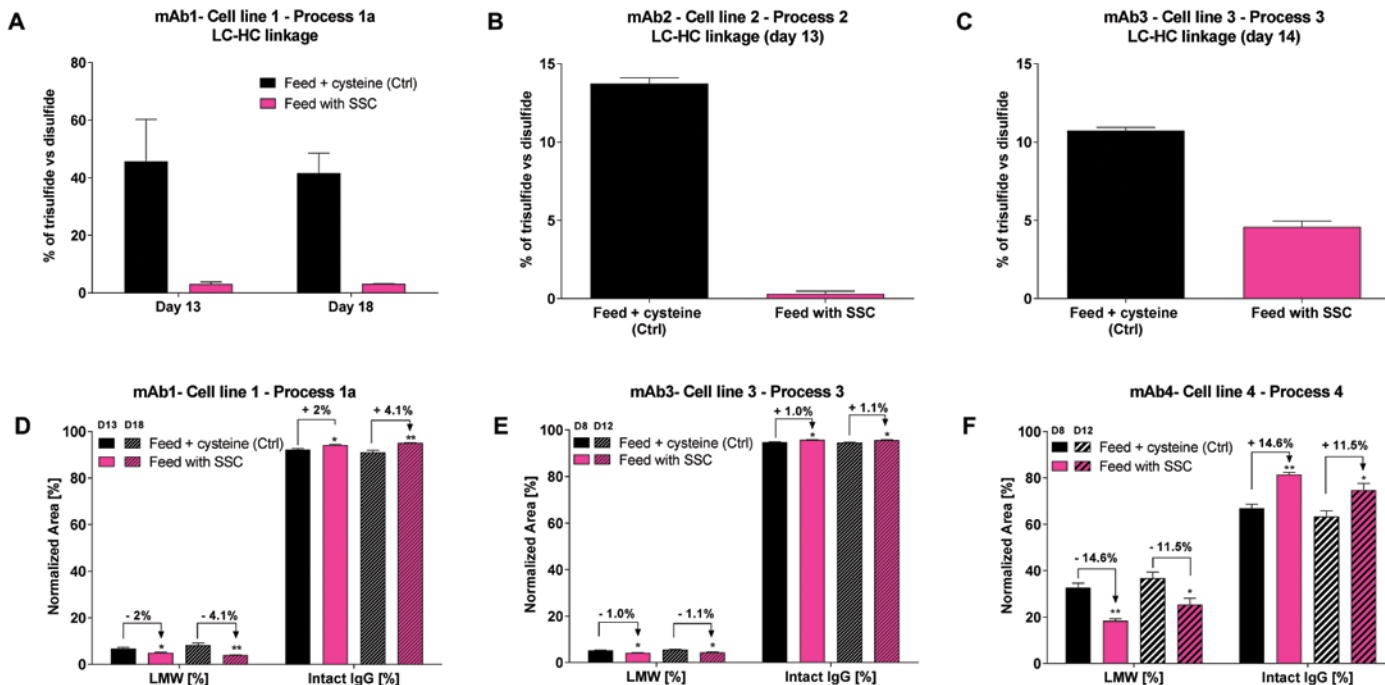 A
mAb1- Cell line 1 - Process 1a
LC-HC linkage
% of trisulfide vs disulfide
80
60
40
20
0
Feed + cysteine (Ctrl)
Feed with SSC
Day 13
Day 18
B
mAb2 - Cell line 2 - Process 2
LC-HC linkage (day 13)
% of trisulfide vs disulfide
15
10
5
0
Feed + cysteine
(Ctrl)
Feed with SSC
C
mAb3 - Cell line 3 - Process 3
LC-HC linkage (day 14)
% of trisulfide vs disulfide
15
10
5
0
Feed + cysteine
(Ctrl)
Feed with SSC
D
mAb1- Cell line 1 - Process 1a
Normalized Area [%]
100
80
60
40
20
0
D13 D18
Feed + cysteine (Ctrl)
Feed with SSC
+ 2%
+ 4.1%
*
**
- 2%
- 4.1%
*
**
LMW [%]
Intact IgG [%]
E
mAb3- Cell line 3 - Process 3
Normalized Area [%]
100
80
60
40
20
0
D8 D12
Feed + cysteine (Ctrl)
Feed with SSC
+ 1.0%
+ 1.1%
*
*
- 1.0%
- 1.1%
*
*
LMW [%]
Intact IgG [%]
F
mAb4- Cell line 4 - Process 4
Normalized Area [%]
100
80
60
40
20
0
D8 D12
Feed + cysteine (Ctrl)
Feed with SSC
+ 14.6%
+ 11.5%
**
*
- 14.6%
- 11.5%
**
*
LMW [%]
Intact IgG [%]